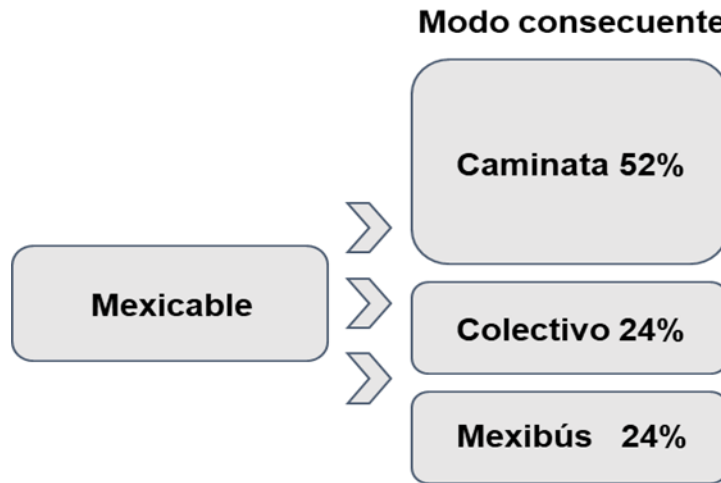 Modo consecuente
Caminata 52%
Mexicable
Colectivo 24%
Mexibús 24%